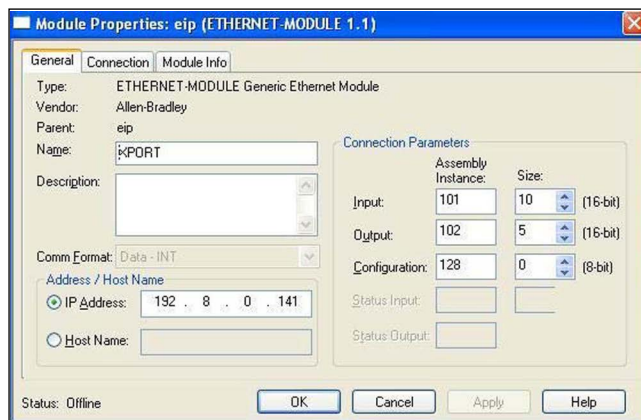 Module Properties: eip (ETHERNET-MODULE 1.1)
General Connection Module Info
Type: ETHERNET-MODULE Generic Ethernet Module
Vendor: Allen-Bradley
Parent: eip
Name: XPORT
Description:
Comm Format: Data - INT
Address / Host Name
IP Address: 192 . 8 . 0 . 141
Host Name:
Connection Parameters
Assembly Instance: Size:
Input: 101 10 (16-bit)
Output: 102 5 (16-bit)
Configuration: 128 0 (8-bit)
Status Input:
Status Output:
Status: Offline
OK Cancel Apply Help